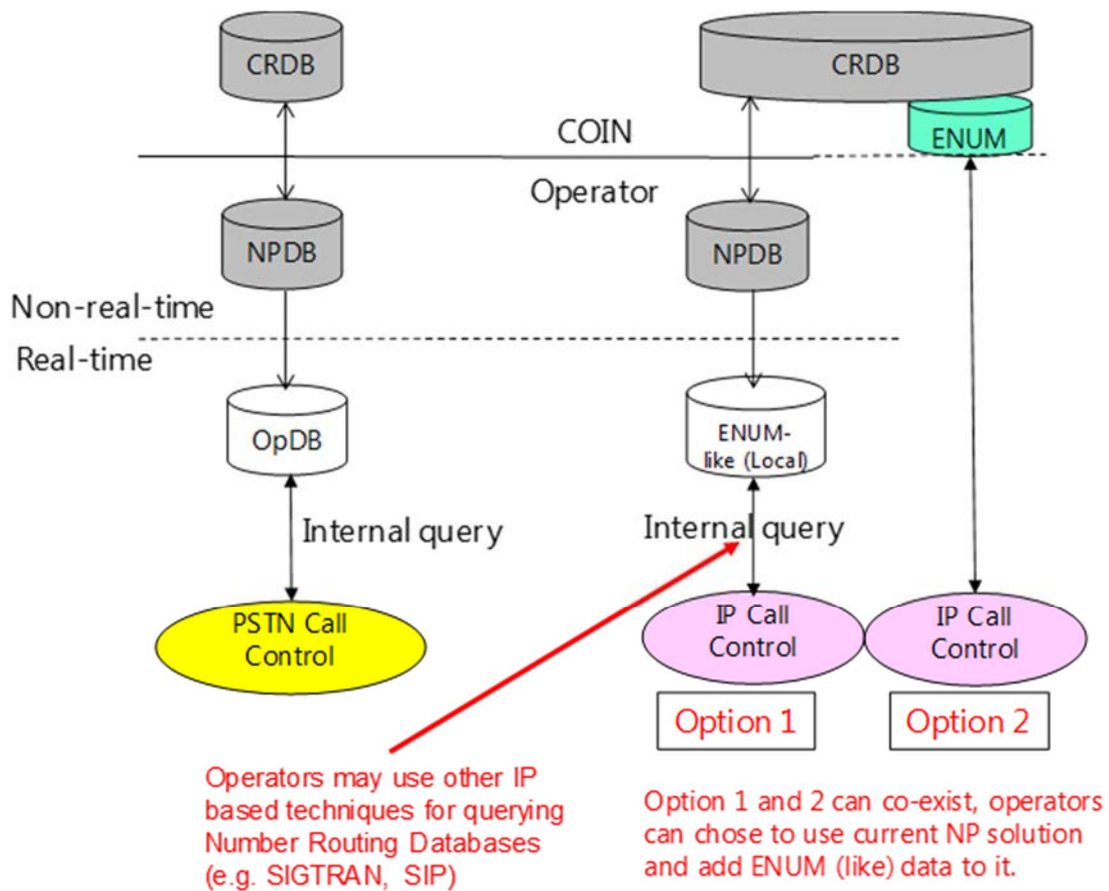 CRDB
CRDB
COIN
ENUM
Operator
NPDB
NPDB
Non-real-time
Real-time
OpDB
ENUM-
like (Local)
Internal query
Internal query
PSTN Call
Control
IP Call
Control
IP Call
Control
Option 1
Option 2
Operators may use other IP
based techniques for querying
Number Routing Databases
(e.g. SIGTRAN, SIP)
Option 1 and 2 can co-exist, operators
can chose to use current NP solution
and add ENUM (like) data to it.